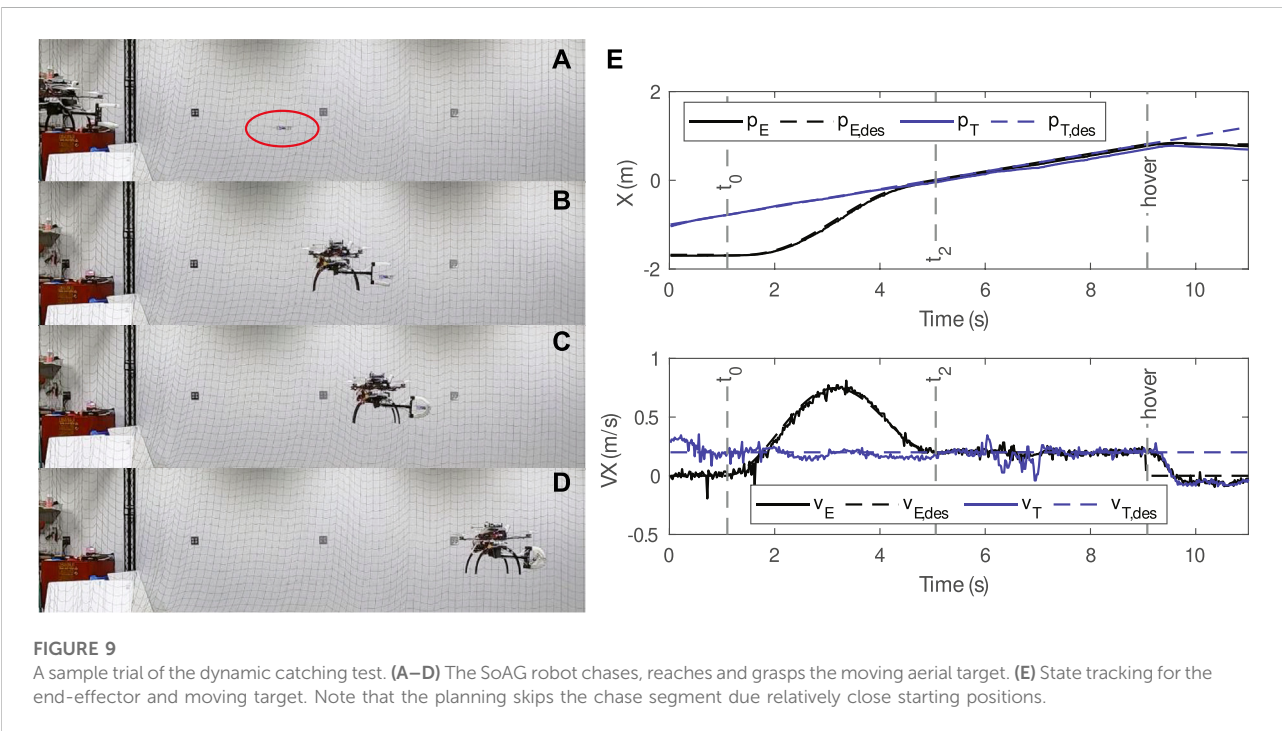 A
B
C
D
E
2
0
-2
X (m)
p_E p_E,des p_T p_T,des
t_0
t_2
hover
0 2 4 6 8 10
Time (s)
1
0.5
0
-0.5
VX (m/s)
t_0
t_2
hover
v_E v_E,des v_T v_T,des
0 2 4 6 8 10
Time (s)
FIGURE 9
A sample trial of the dynamic catching test. (A–D) The SoAG robot chases, reaches and grasps the moving aerial target. (E) State tracking for the
end-effector and moving target. Note that the planning skips the chase segment due relatively close starting positions.